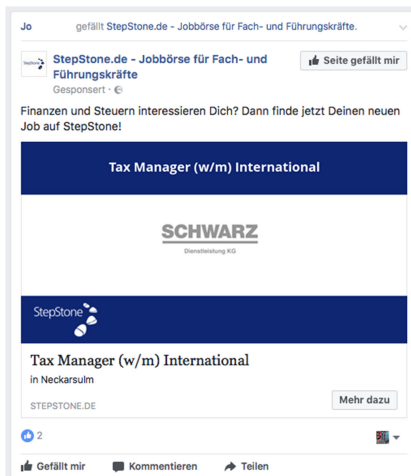 Jo gefällt StepStone.de - Jobbörse für Fach- und Führungskräfte.
StepStone
StepStone.de - Jobbörse für Fach- und
Führungskräfte
Gesponsert ·
Seite gefällt mir
Finanzen und Steuern interessieren Dich? Dann finde jetzt Deinen neuen
Job auf StepStone!
Tax Manager (w/m) International
SCHWARZ
Dienstleistung KG
StepStone
Tax Manager (w/m) International
in Neckarsulm
STEPSTONE.DE
Mehr dazu
2
Gefällt mir Kommentieren Teilen